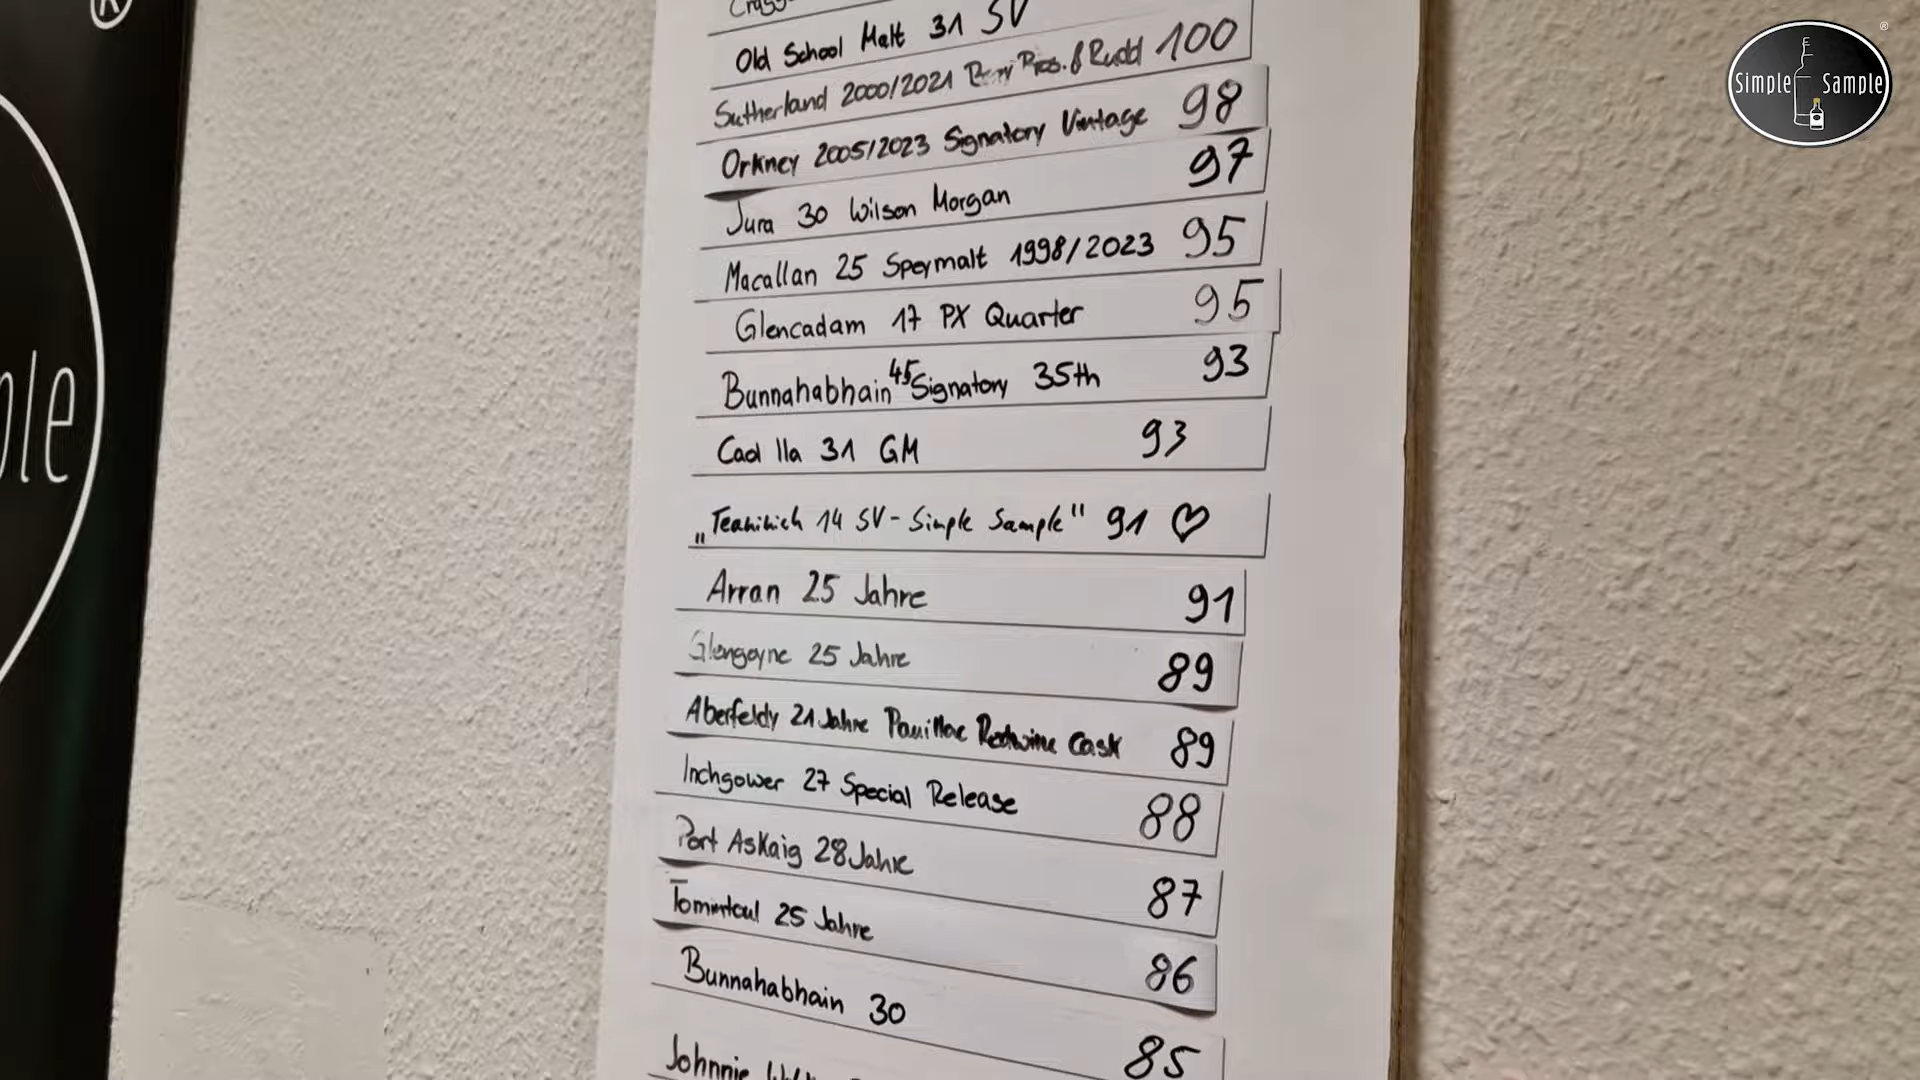 Old School Malt 31 SV
Sutherland 2000/2021 Berry Bros. & Rudd 100
Orkney 2005/2023 Signatory Vintage 98
Jura 30 Wilson Morgan 97
Macallan 25 Speymalt 1998/2023 95
Glencadam 17 PX Quarter 95
Bunnahabhain 45 Signatory 35th 93
Caol Ila 31 GM 93
„Teaninich 14 SV - Simple Sample" 91 ♡
Arran 25 Jahre 91
Glengoyne 25 Jahre 89
Aberfeldy 21 Jahre Pauillac Redwine Cask 89
Inchgower 27 Special Release 88
Port Askaig 28 Jahre 87
Tomintoul 25 Jahre 86
Bunnahabhain 30 85
Johnnie
Simple Sample
®
®